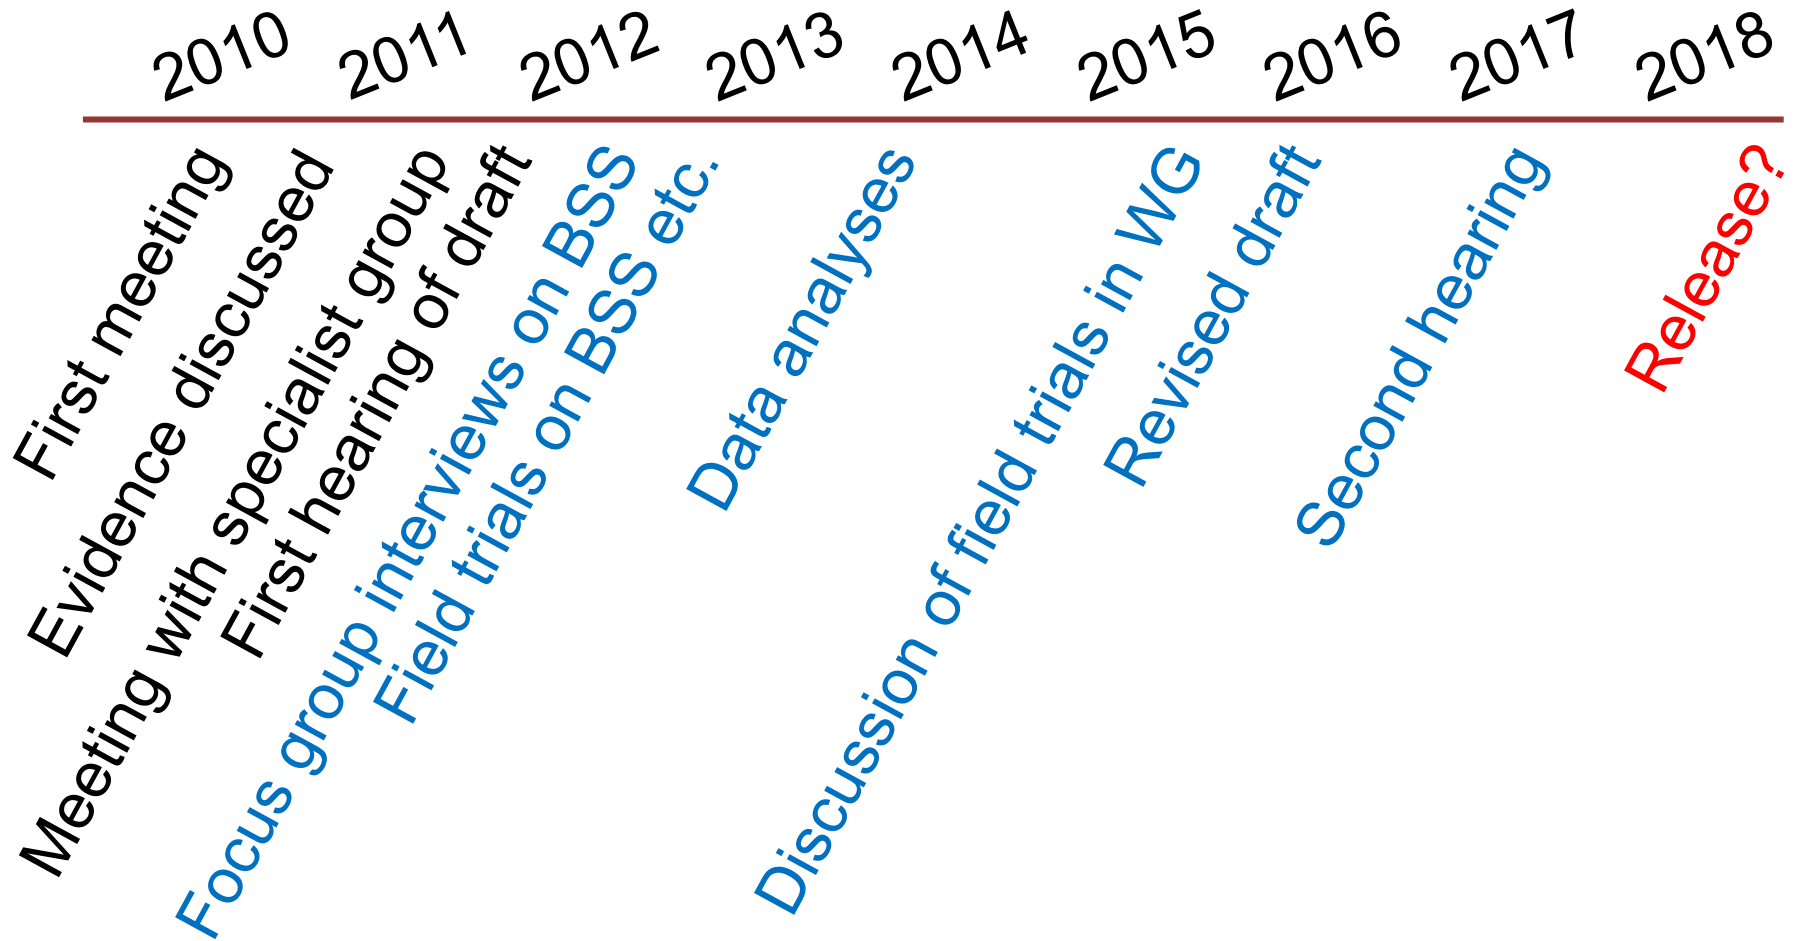 2010
2011
2012
2013
2014
2015
2016
2017
2018
First meeting
Evidence discussed
Meeting with specialist group
First hearing of draft
Focus group interviews on BSS
Field trials on BSS etc.
Data analyses
Discussion of field trials in WG
Revised draft
Second hearing
Release?